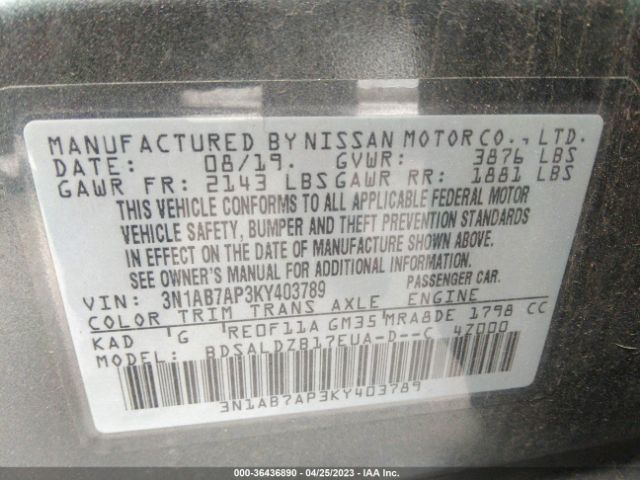 MANUFACTURED BY NISSAN MOTOR CO., LTD.
DATE: 08/19. GVWR: 3876 LBS
GAWR FR: 2143 LBS GAWR RR: 1881 LBS
THIS VEHICLE CONFORMS TO ALL APPLICABLE FEDERAL MOTOR
VEHICLE SAFETY, BUMPER AND THEFT PREVENTION STANDARDS
IN EFFECT ON THE DATE OF MANUFACTURE SHOWN ABOVE.
SEE OWNER'S MANUAL FOR ADDITIONAL INFORMATION.
VIN: 3N1AB7AP3KY403789 PASSENGER CAR.
COLOR TRIM TRANS AXLE ENGINE
KAD G RE0F11A GM35 MRA8DE 1798 CC
MODEL: BDSALDZB17EUA-D--C 4Z000
3N1AB7AP3KY403789
000-36436890 - 04/25/2023 - IAA Inc.